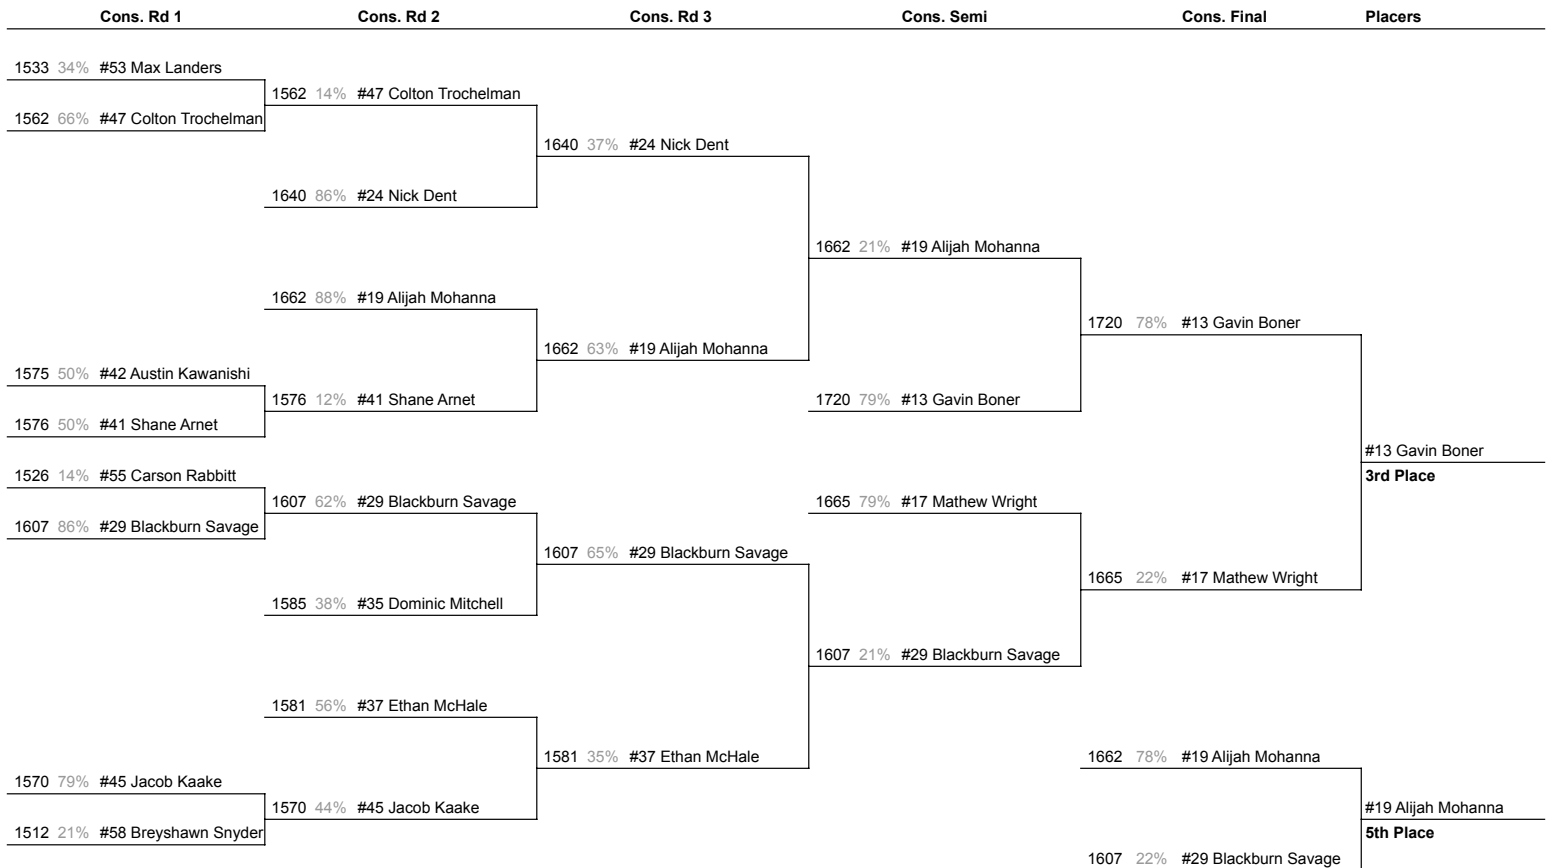 Cons. Rd 1 Cons. Rd 2 Cons. Rd 3 Cons. Semi Cons. Final Placers
1533 34% #53 Max Landers
1562 14% #47 Colton Trochelman
1562 66% #47 Colton Trochelman
1640 37% #24 Nick Dent
1640 86% #24 Nick Dent
1662 21% #19 Alijah Mohanna
1662 88% #19 Alijah Mohanna
1720 78% #13 Gavin Boner
1662 63% #19 Alijah Mohanna
1575 50% #42 Austin Kawanishi
1576 12% #41 Shane Arnet
1720 79% #13 Gavin Boner
1576 50% #41 Shane Arnet
#13 Gavin Boner
1526 14% #55 Carson Rabbitt
3rd Place
1607 62% #29 Blackburn Savage
1665 79% #17 Mathew Wright
1607 86% #29 Blackburn Savage
1607 65% #29 Blackburn Savage
1665 22% #17 Mathew Wright
1585 38% #35 Dominic Mitchell
1607 21% #29 Blackburn Savage
1581 56% #37 Ethan McHale
1581 35% #37 Ethan McHale
1662 78% #19 Alijah Mohanna
1570 79% #45 Jacob Kaake
1570 44% #45 Jacob Kaake
#19 Alijah Mohanna
1512 21% #58 Breyshawn Snyder
5th Place
1607 22% #29 Blackburn Savage